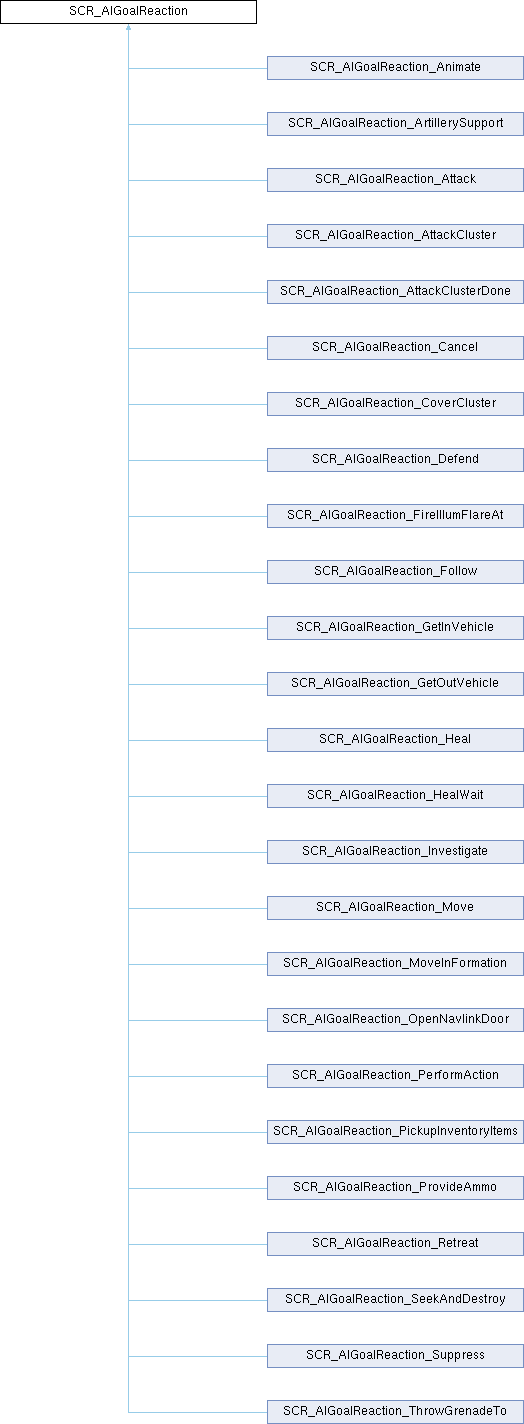 SCR_AIGoalReaction
SCR_AIGoalReaction_Animate
SCR_AIGoalReaction_ArtillerySupport
SCR_AIGoalReaction_Attack
SCR_AIGoalReaction_AttackCluster
SCR_AIGoalReaction_AttackClusterDone
SCR_AIGoalReaction_Cancel
SCR_AIGoalReaction_CoverCluster
SCR_AIGoalReaction_Defend
SCR_AIGoalReaction_FireIllumFlareAt
SCR_AIGoalReaction_Follow
SCR_AIGoalReaction_GetInVehicle
SCR_AIGoalReaction_GetOutVehicle
SCR_AIGoalReaction_Heal
SCR_AIGoalReaction_HealWait
SCR_AIGoalReaction_Investigate
SCR_AIGoalReaction_Move
SCR_AIGoalReaction_MoveInFormation
SCR_AIGoalReaction_OpenNavlinkDoor
SCR_AIGoalReaction_PerformAction
SCR_AIGoalReaction_PickupInventoryItems
SCR_AIGoalReaction_ProvideAmmo
SCR_AIGoalReaction_Retreat
SCR_AIGoalReaction_SeekAndDestroy
SCR_AIGoalReaction_Suppress
SCR_AIGoalReaction_ThrowGrenadeTo